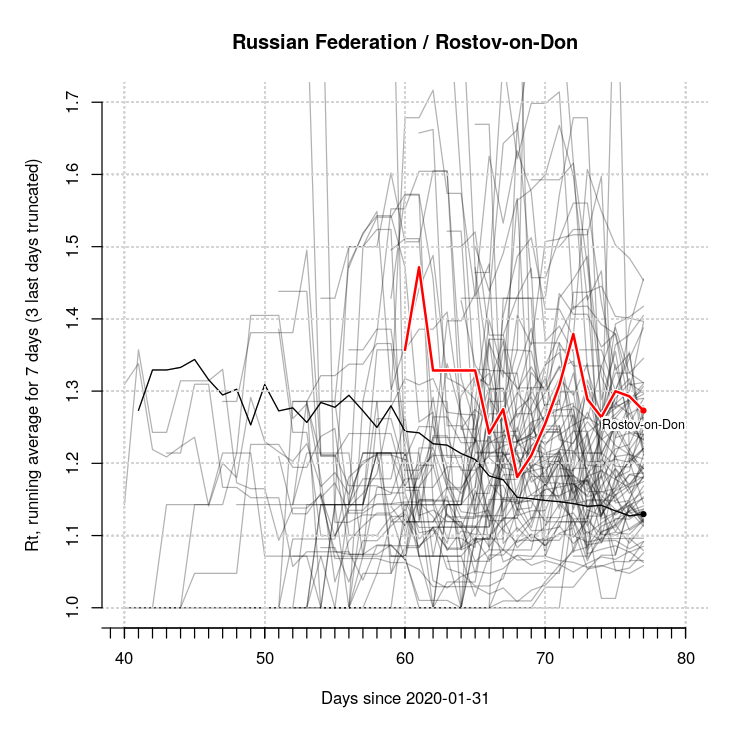 Russian Federation / Rostov-on-Don
Rt, running average for 7 days (3 last days truncated)
1.7
1.6
1.5
1.4
1.3
1.2
1.1
1.0
Rostov-on-Don
40 50 60 70 80
Days since 2020-01-31